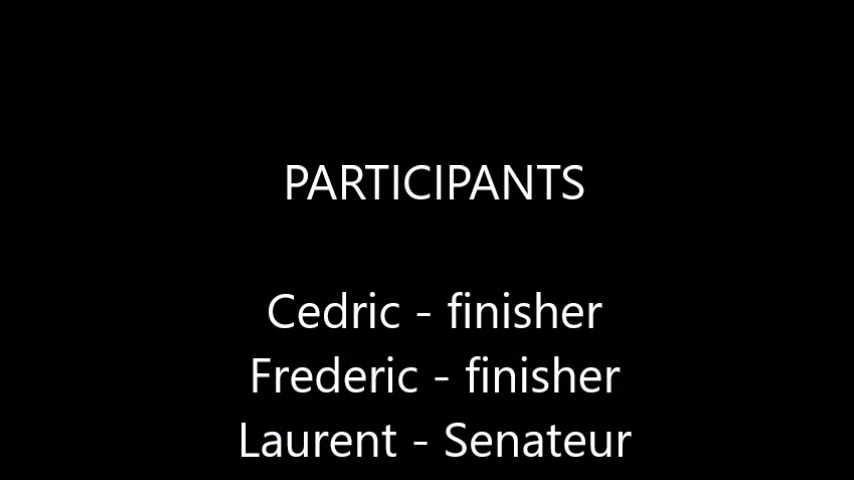 PARTICIPANTS
Cedric - finisher
Frederic - finisher
Laurent - Senateur